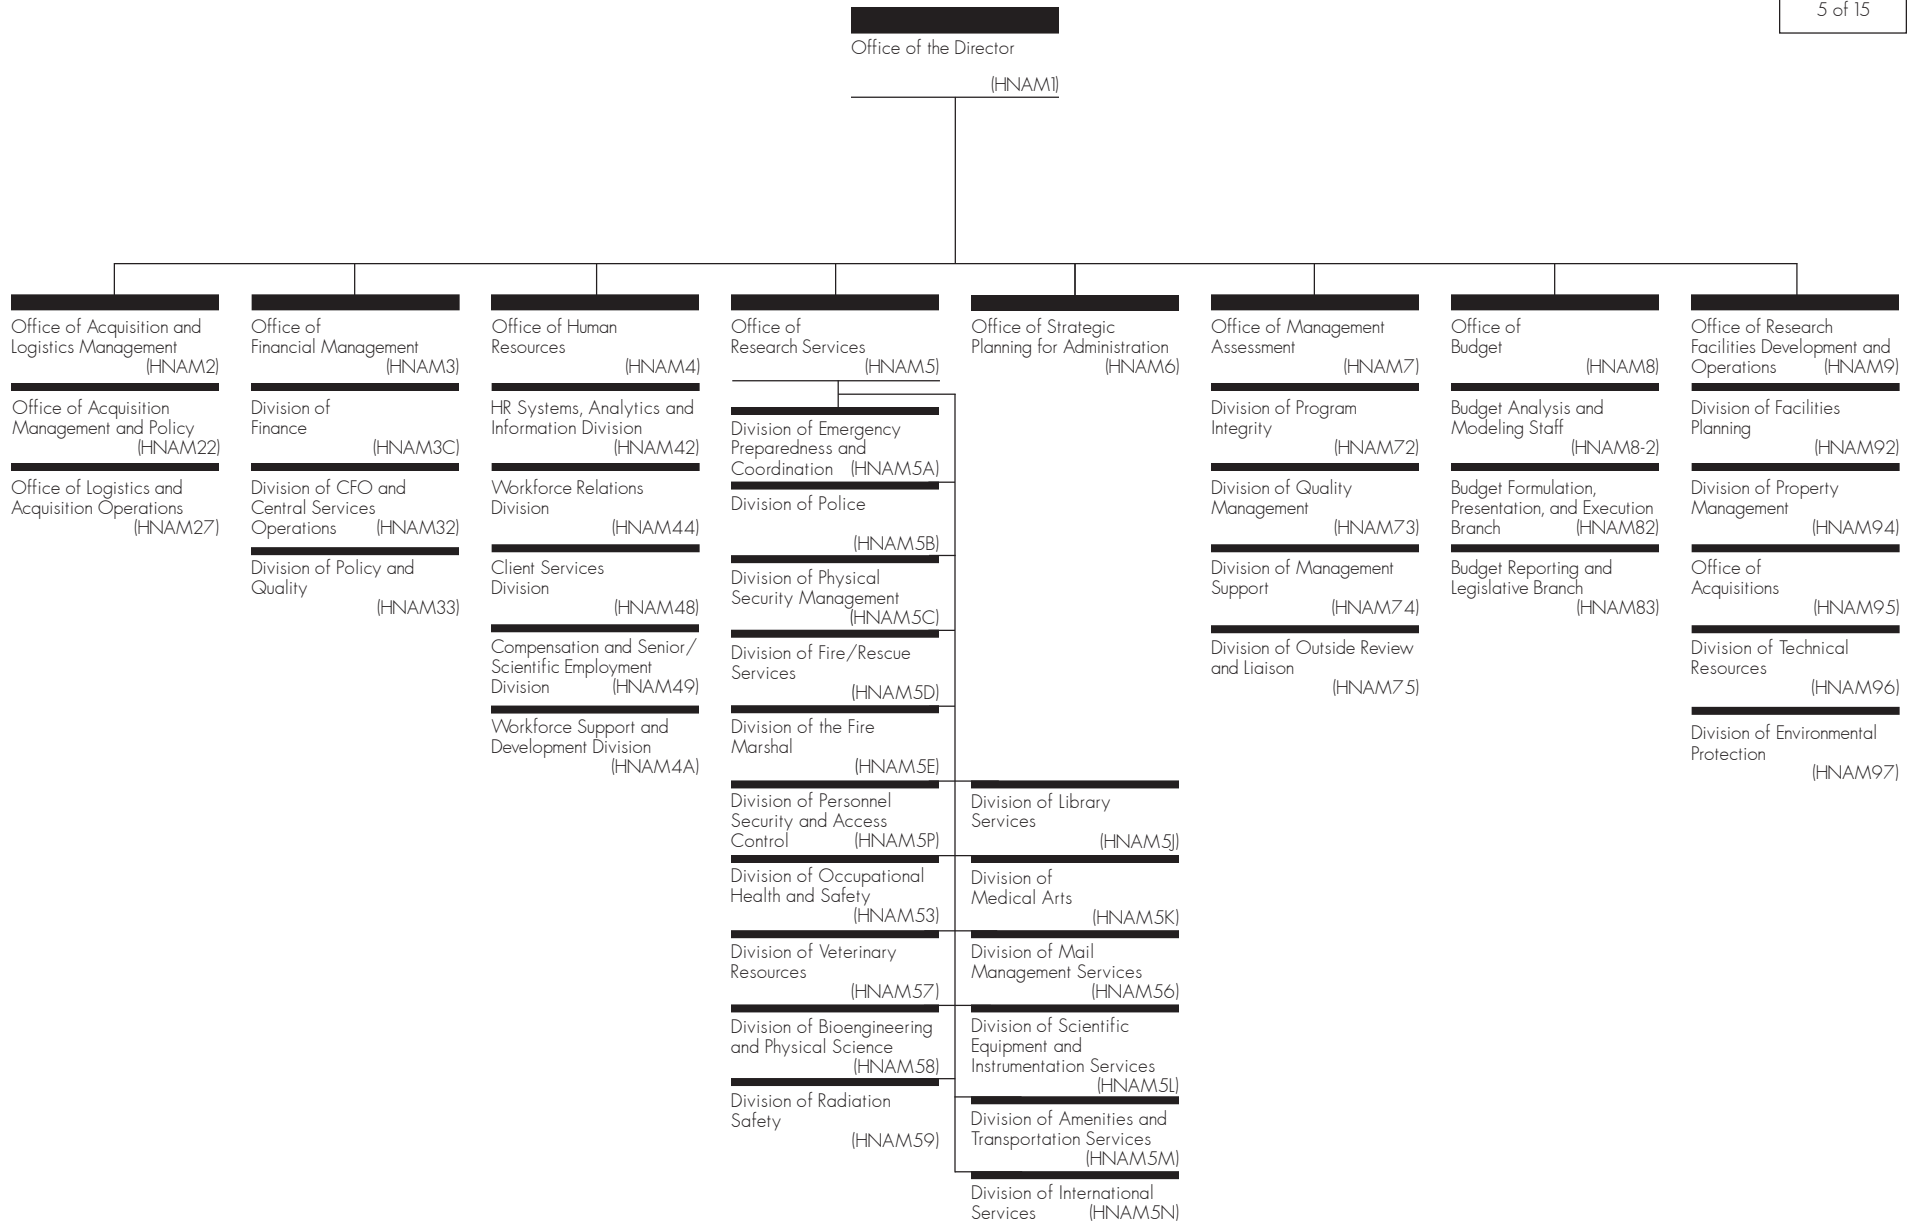 5 of 15
Office of the Director
(HNAM1)
Office of Acquisition and
Logistics Management
(HNAM2)
Office of Acquisition
Management and Policy
(HNAM22)
Office of Logistics and
Acquisition Operations
(HNAM27)
Office of
Financial Management
(HNAM3)
Division of
Finance
(HNAM3C)
Division of CFO and
Central Services
Operations (HNAM32)
Division of Policy and
Quality
(HNAM33)
Office of Human
Resources
(HNAM4)
HR Systems, Analytics and
Information Division
(HNAM42)
Workforce Relations
Division
(HNAM44)
Client Services
Division
(HNAM48)
Compensation and Senior/
Scientific Employment
Division (HNAM49)
Workforce Support and
Development Division
(HNAM4A)
Office of
Research Services
(HNAM5)
Division of Emergency
Preparedness and
Coordination (HNAM5A)
Division of Police
(HNAM5B)
Division of Physical
Security Management
(HNAM5C)
Division of Fire/Rescue
Services
(HNAM5D)
Division of the Fire
Marshal
(HNAM5E)
Division of Personnel
Security and Access
Control (HNAM5P)
Division of Occupational
Health and Safety
(HNAM53)
Division of Veterinary
Resources
(HNAM57)
Division of Bioengineering
and Physical Science
(HNAM58)
Division of Radiation
Safety
(HNAM59)
Division of Library
Services
(HNAM5J)
Division of
Medical Arts
(HNAM5K)
Division of Mail
Management Services
(HNAM56)
Division of Scientific
Equipment and
Instrumentation Services
(HNAM5L)
Division of Amenities and
Transportation Services
(HNAM5M)
Division of International
Services (HNAM5N)
Office of Strategic
Planning for Administration
(HNAM6)
Office of Management
Assessment
(HNAM7)
Division of Program
Integrity
(HNAM72)
Division of Quality
Management
(HNAM73)
Division of Management
Support
(HNAM74)
Division of Outside Review
and Liaison
(HNAM75)
Office of
Budget
(HNAM8)
Budget Analysis and
Modeling Staff
(HNAM8-2)
Budget Formulation,
Presentation, and Execution
Branch (HNAM82)
Budget Reporting and
Legislative Branch
(HNAM83)
Office of Research
Facilities Development and
Operations (HNAM9)
Division of Facilities
Planning
(HNAM92)
Division of Property
Management
(HNAM94)
Office of
Acquisitions
(HNAM95)
Division of Technical
Resources
(HNAM96)
Division of Environmental
Protection
(HNAM97)